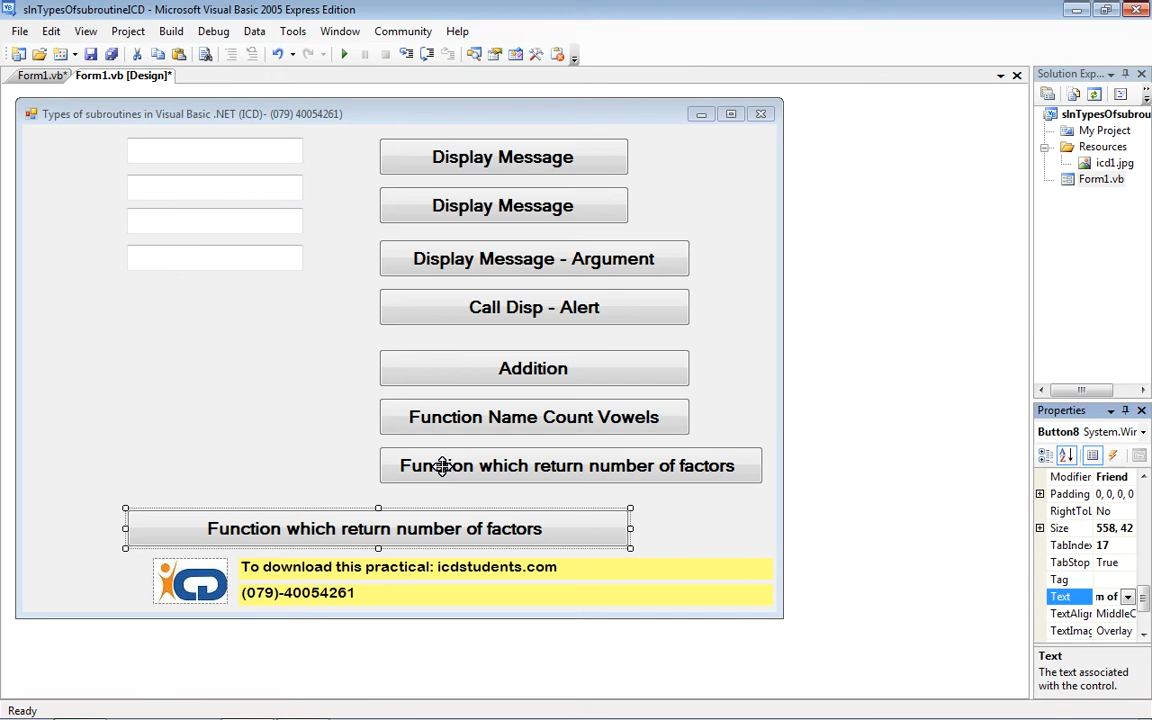 sInTypesOfsubroutineICD - Microsoft Visual Basic 2005 Express Edition
File Edit View Project Build Debug Data Tools Window Community Help
Form1.vb* Form1.vb [Design]*
Types of subroutines in Visual Basic .NET (ICD)- (079) 40054261)
Display Message
Display Message
Display Message - Argument
Call Disp - Alert
Addition
Function Name Count Vowels
Function which return number of factors
Function which return number of factors
To download this practical: icdstudents.com
(079)-40054261
Solution Exp...
sInTypesOfsubrou
My Project
Resources
icd1.jpg
Form1.vb
Properties
Button8 System.Wir
Modifier Friend
Padding 0, 0, 0, 0
RightToL No
Size 558, 42
TabIndex 17
TabStop True
Tag
Text m of
TextAlign MiddleC
TextImag Overlay
Text
The text associated
with the control.
Ready